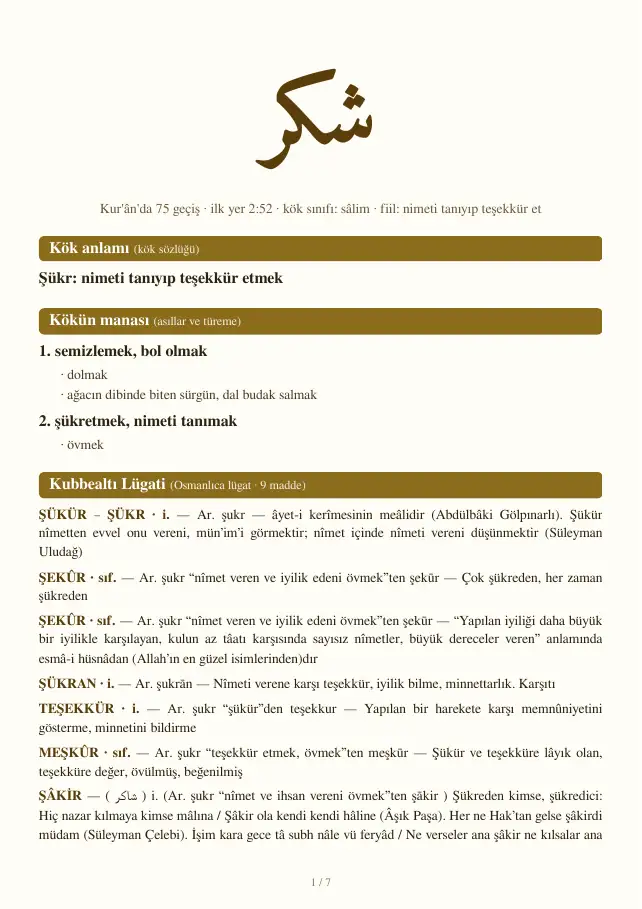 شكر
Kur'ân'da 75 geçiş · ilk yer 2:52 · kök sınıfı: sâlim · fiil: nimeti tanıyıp teşekkür et
Kök anlamı (kök sözlüğü)
Şükr: nimeti tanıyıp teşekkür etmek
Kökün manası (asıllar ve türeme)
1. semizlemek, bol olmak
· dolmak
· ağacın dibinde biten sürgün, dal budak salmak
2. şükretmek, nimeti tanımak
· övmek
Kubbealtı Lügati (Osmanlıca lügat · 9 madde)
ŞÜKÜR – ŞÜKR · i. — Ar. şukr — âyet-i kerîmesinin meâlidir (Abdülbâki Gölpınarlı). Şükür
nîmetten evvel onu vereni, mün'im'i görmektir; nîmet içinde nîmeti vereni düşünmektir (Süleyman
Uludağ)
ŞEKÛR · sıf. — Ar. şukr “nîmet veren ve iyilik edeni övmek”ten şekūr — Çok şükreden, her zaman
şükreden
ŞEKÛR · sıf. — Ar. şukr “nîmet veren ve iyilik edeni övmek”ten şekūr — “Yapılan iyiliği daha büyük
bir iyilikle karşılayan, kulun az tâatı karşısında sayısız nîmetler, büyük dereceler veren” anlamında
esmâ-i hüsnâdan (Allah’ın en güzel isimlerinden)dır
ŞÜKRAN · i. — Ar. şukrān — Nîmeti verene karşı teşekkür, iyilik bilme, minnettarlık. Karşıtı
TEŞEKKÜR · i. — Ar. şukr “şükür”den teşekkur — Yapılan bir harekete karşı memnûniyetini
gösterme, minnetini bildirme
MEŞKÛR · sıf. — Ar. şukr “teşekkür etmek, övmek”ten meşkūr — Şükür ve teşekküre lâyık olan,
teşekküre değer, övülmüş, beğenilmiş
ŞÂKİR — ( شاكر ) i. (Ar. şukr “nîmet ve ihsan vereni övmek”ten şākir ) Şükreden kimse, şükredici:
Hiç nazar kılmaya kimse mâlına / Şâkir ola kendi kendi hâline (Âşık Paşa). Her ne Hak’tan gelse şâkirdi
müdam (Süleyman Çelebi). İşim kara gece tâ subh nâle vü feryâd / Ne verseler ana şâkir ne kılsalar ana
1 / 7